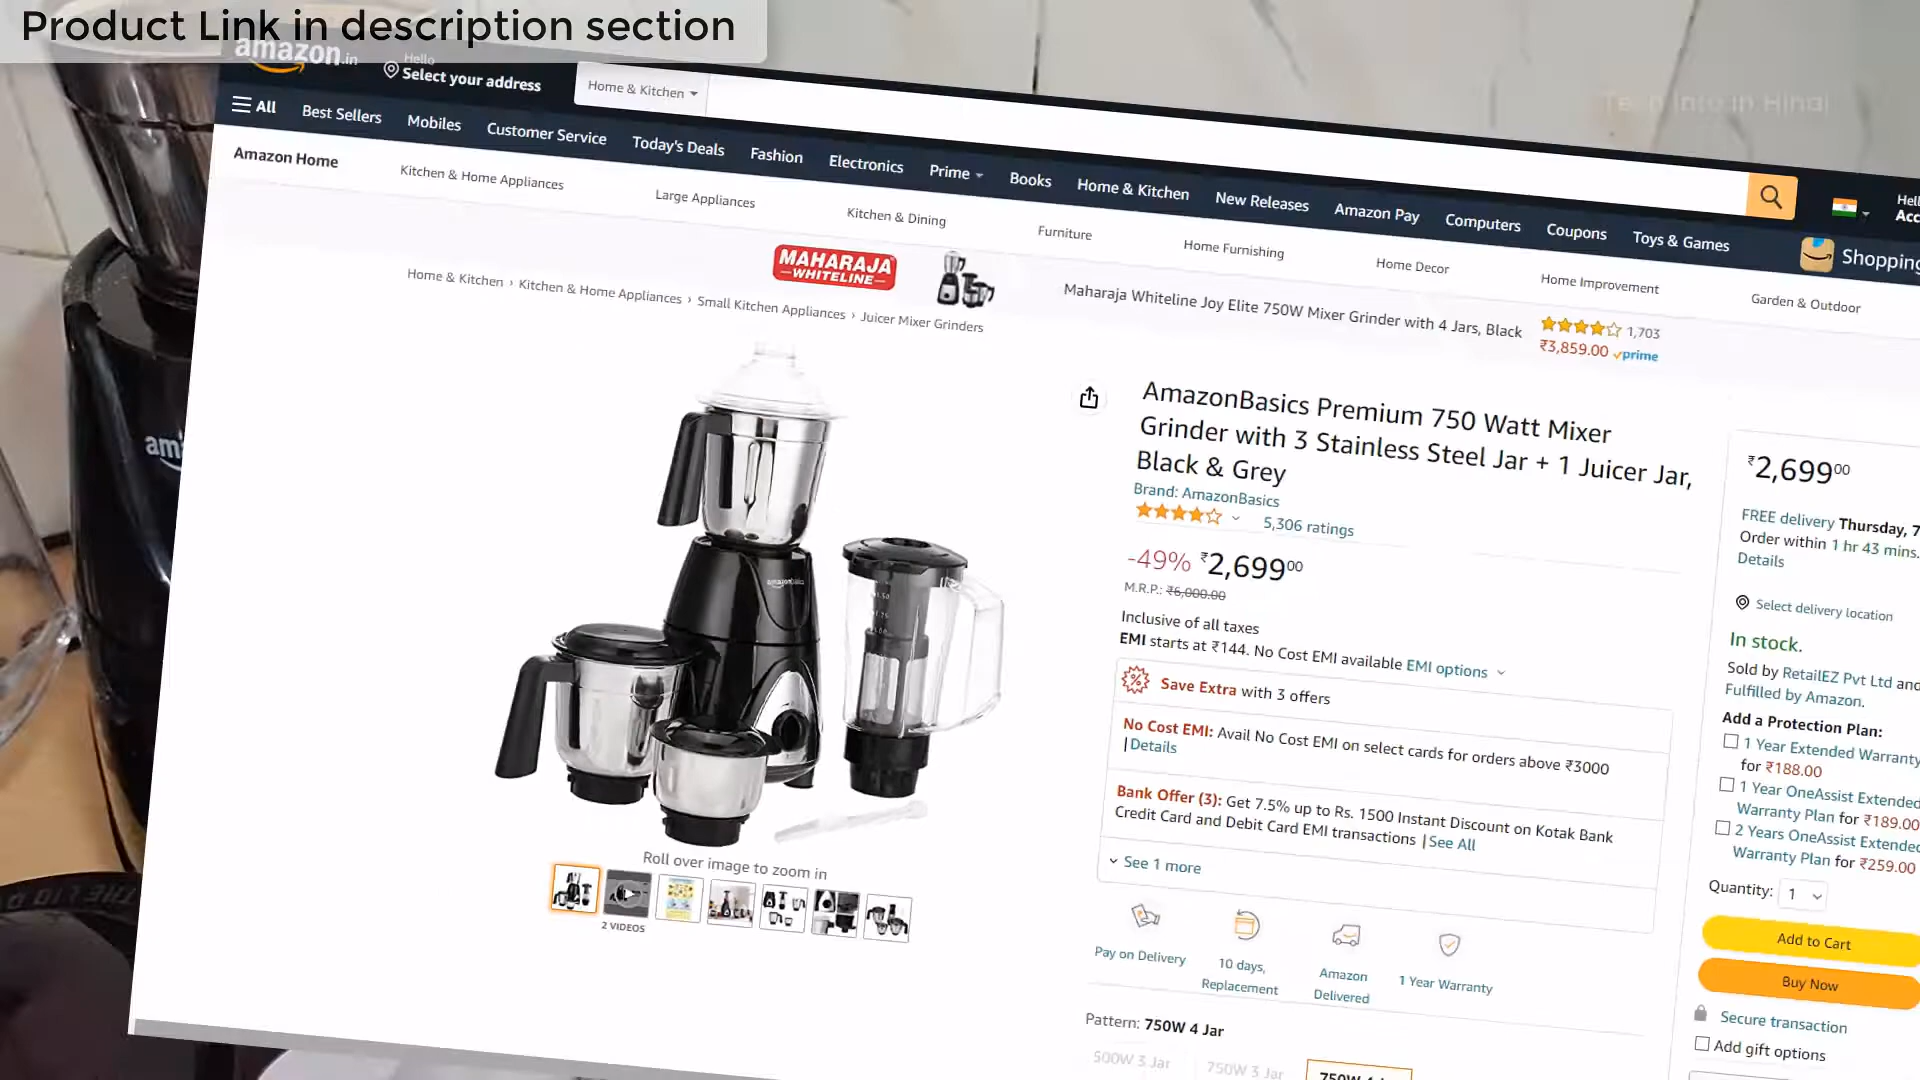 Product Link in description section
Tech Info in Hindi
amazon.in
Hello
Select your address
Home & Kitchen
All
Best Sellers
Mobiles
Customer Service
Today's Deals
Fashion
Electronics
Prime
Books
Home & Kitchen
New Releases
Amazon Pay
Computers
Coupons
Toys & Games
Shopping
Amazon Home
Kitchen & Home Appliances
Large Appliances
Kitchen & Dining
Furniture
Home Furnishing
Home Decor
Home Improvement
Garden & Outdoor
MAHARAJA
WHITELINE
Maharaja Whiteline Joy Elite 750W Mixer Grinder with 4 Jars, Black
1,703
₹3,859.00 prime
Home & Kitchen › Kitchen & Home Appliances › Small Kitchen Appliances › Juicer Mixer Grinders
AmazonBasics Premium 750 Watt Mixer
Grinder with 3 Stainless Steel Jar + 1 Juicer Jar,
Black & Grey
Brand: AmazonBasics
5,306 ratings
-49% ₹2,69900
M.R.P.: ₹6,000.00
Inclusive of all taxes
EMI starts at ₹144. No Cost EMI available EMI options
Save Extra with 3 offers
No Cost EMI: Avail No Cost EMI on select cards for orders above ₹3000
|Details
Bank Offer (3): Get 7.5% up to Rs. 1500 Instant Discount on Kotak Bank
Credit Card and Debit Card EMI transactions |See All
See 1 more
Pay on Delivery
10 days,
Replacement
Amazon
Delivered
1 Year Warranty
Pattern: 750W 4 Jar
500W 3 Jar
750W 3 Jar
Roll over image to zoom in
2 VIDEOS
₹2,69900
FREE delivery Thursday, 7
Order within 1 hr 43 mins.
Details
Select delivery location
In stock.
Sold by RetailEZ Pvt Ltd and
Fulfilled by Amazon.
Add a Protection Plan:
1 Year Extended Warranty
for ₹188.00
1 Year OneAssist Extended
Warranty Plan for ₹189.00
2 Years OneAssist Extended
Warranty Plan for ₹259.00
Quantity: 1
Add to Cart
Buy Now
Secure transaction
Add gift options